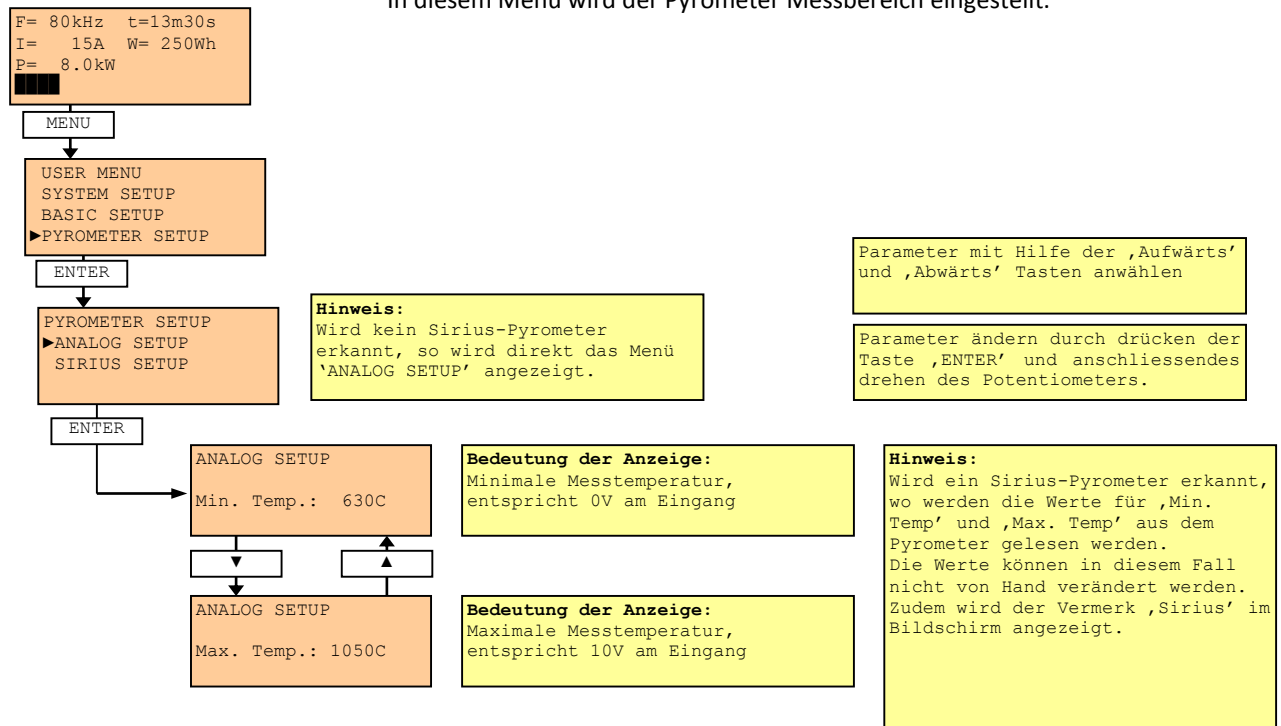 In diesem Menü wird der Pyrometer Messbereich eingestellt.
F= 80kHz t=13m30s
I= 15A W= 250Wh
P= 8.0kW
MENU
USER MENU
SYSTEM SETUP
BASIC SETUP
►PYROMETER SETUP
ENTER
PYROMETER SETUP
►ANALOG SETUP
SIRIUS SETUP
Hinweis:
Wird kein Sirius-Pyrometer
erkannt, so wird direkt das Menü
‘ANALOG SETUP’ angezeigt.
Parameter mit Hilfe der ‚Aufwärts’
und ‚Abwärts’ Tasten anwählen
Parameter ändern durch drücken der
Taste ‚ENTER’ und anschliessendes
drehen des Potentiometers.
ENTER
ANALOG SETUP
Min. Temp.: 630C
Bedeutung der Anzeige:
Minimale Messtemperatur,
entspricht 0V am Eingang
▼
▲
ANALOG SETUP
Max. Temp.: 1050C
Bedeutung der Anzeige:
Maximale Messtemperatur,
entspricht 10V am Eingang
Hinweis:
Wird ein Sirius-Pyrometer erkannt,
wo werden die Werte für ‚Min.
Temp’ und ‚Max. Temp’ aus dem
Pyrometer gelesen werden.
Die Werte können in diesem Fall
nicht von Hand verändert werden.
Zudem wird der Vermerk ‚Sirius’ im
Bildschirm angezeigt.